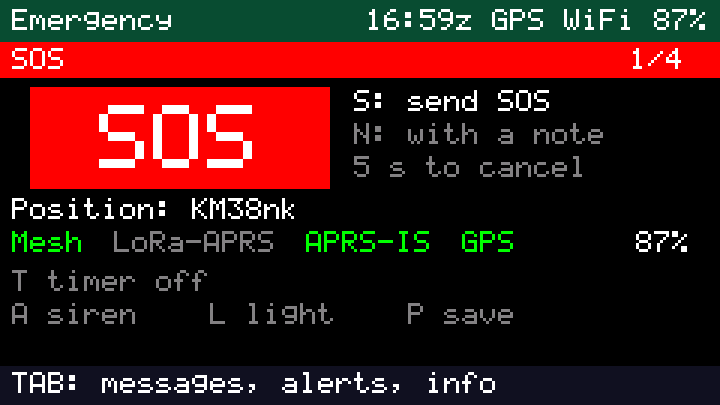 Emergency 16:59z GPS WiFi 87%
SOS 1/4
SOS
S: send SOS
N: with a note
5 s to cancel
Position: KM38nk
Mesh LoRa-APRS APRS-IS GPS 87%
T timer off
A siren L light P save
TAB: messages, alerts, info